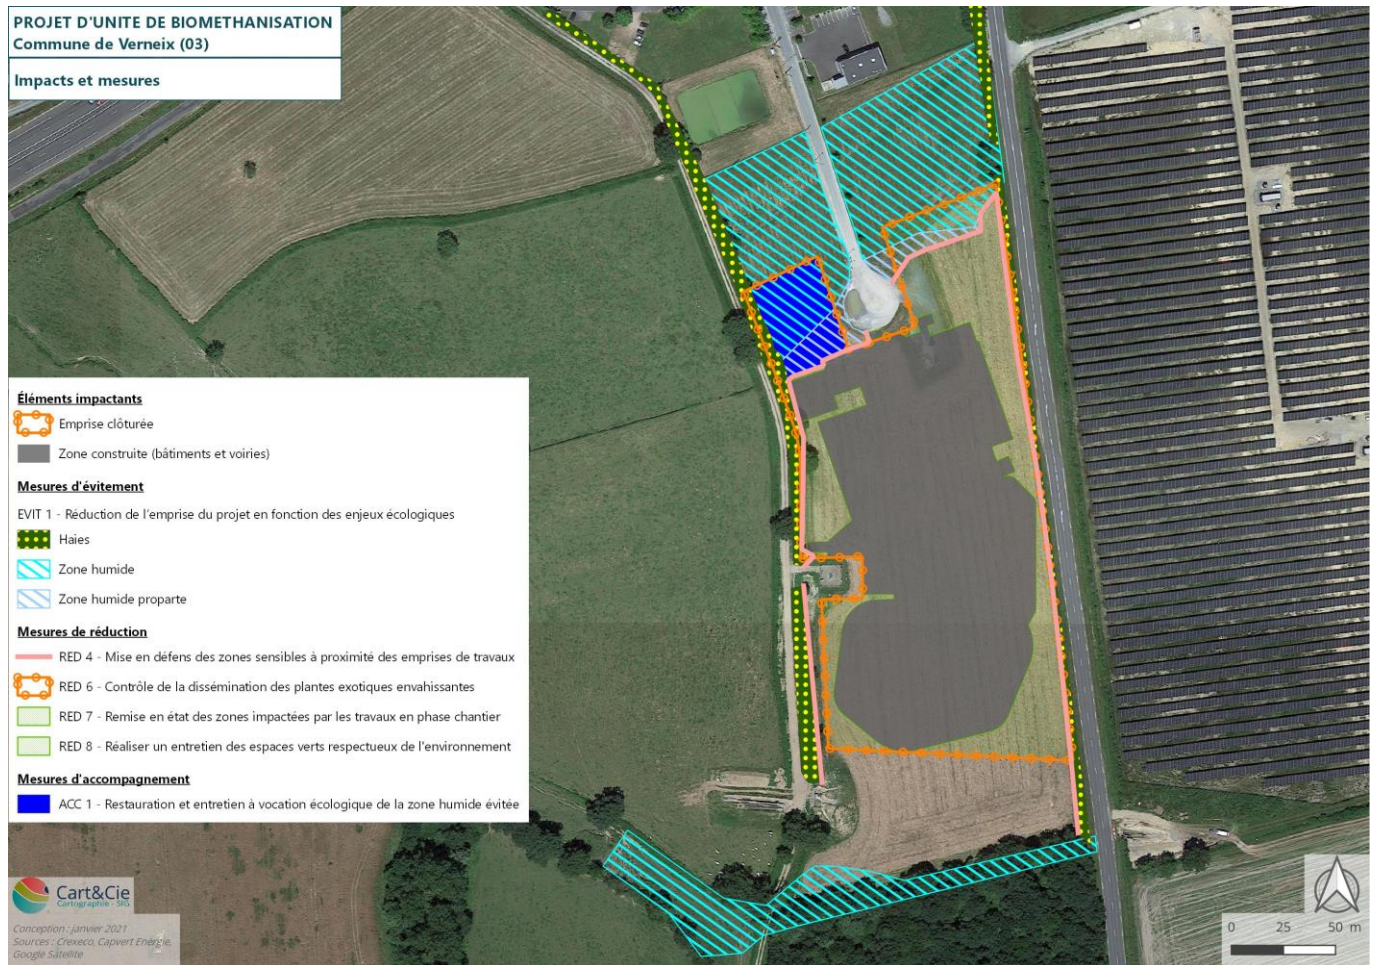 PROJET D'UNITE DE BIOMETHANISATION
Commune de Verneix (03)
Impacts et mesures
Éléments impactants
Emprise clôturée
Zone construite (bâtiments et voiries)
Mesures d'évitement
EVIT 1 - Réduction de l'emprise du projet en fonction des enjeux écologiques
Haies
Zone humide
Zone humide proparte
Mesures de réduction
RED 4 - Mise en défens des zones sensibles à proximité des emprises de travaux
RED 6 - Contrôle de la dissémination des plantes exotiques envahissantes
RED 7 - Remise en état des zones impactées par les travaux en phase chantier
RED 8 - Réaliser un entretien des espaces verts respectueux de l'environnement
Mesures d'accompagnement
ACC 1 - Restauration et entretien à vocation écologique de la zone humide évitée
Cart&Cie
Cartographie - SIG
Conception : janvier 2021
Sources : Crexeco, Capvert Energie,
Google Satellite
0 25 50 m